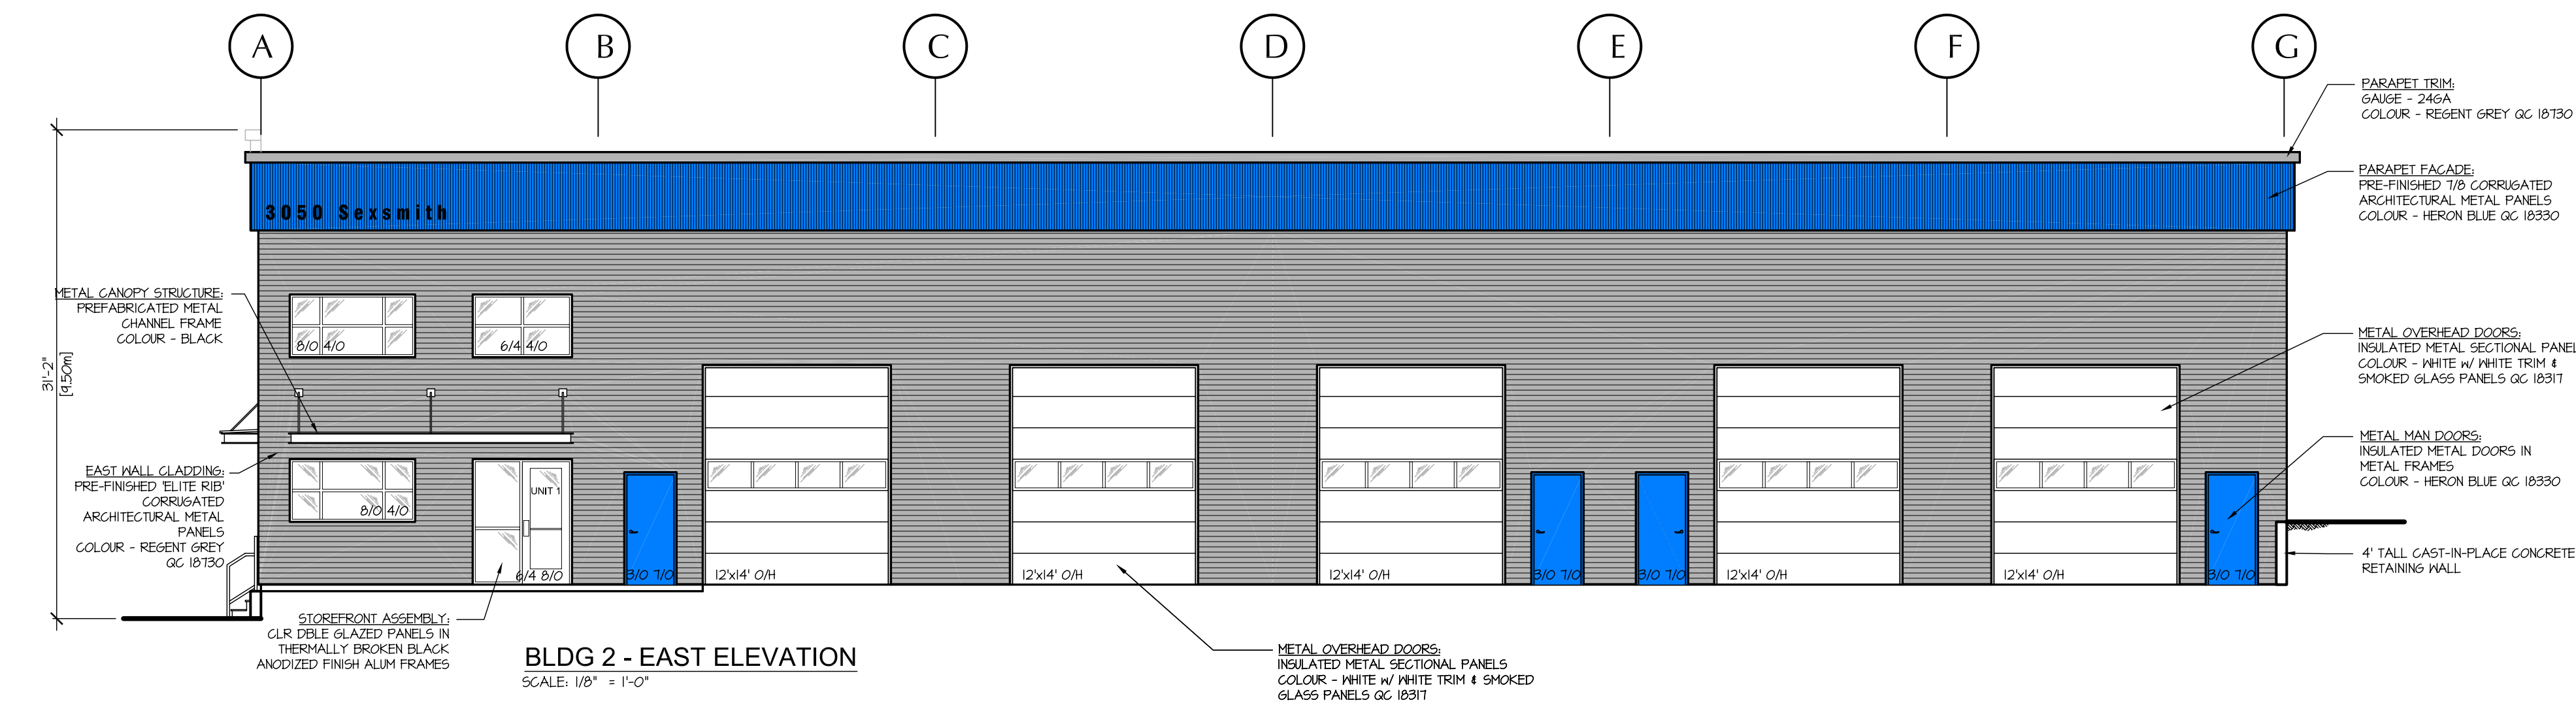 A B C D E F G
PARAPET TRIM:
GAUGE - 24GA
COLOUR - REGENT GREY QC 18730
PARAPET FACADE:
PRE-FINISHED 7/8 CORRUGATED
ARCHITECTURAL METAL PANELS
COLOUR - HERON BLUE QC 18330
3050 Sexsmith
METAL CANOPY STRUCTURE:
PREFABRICATED METAL
CHANNEL FRAME
COLOUR - BLACK
8/0 4/0
6/4 4/0
31'-2"
[9.50m]
METAL OVERHEAD DOORS:
INSULATED METAL SECTIONAL PANEL
COLOUR - WHITE w/ WHITE TRIM &
SMOKED GLASS PANELS QC 18317
METAL MAN DOORS:
INSULATED METAL DOORS IN
METAL FRAMES
COLOUR - HERON BLUE QC 18330
EAST WALL CLADDING:
PRE-FINISHED 'ELITE RIB'
CORRUGATED
ARCHITECTURAL METAL
PANELS
COLOUR - REGENT GREY
QC 18730
UNIT 1
8/0 4/0
6/4 8/0
3/0 7/0
12'x14' O/H
12'x14' O/H
12'x14' O/H
3/0 7/0
3/0 7/0
12'x14' O/H
12'x14' O/H
3/0 7/0
4' TALL CAST-IN-PLACE CONCRETE
RETAINING WALL
STOREFRONT ASSEMBLY:
CLR DBLE GLAZED PANELS IN
THERMALLY BROKEN BLACK
ANODIZED FINISH ALUM FRAMES
BLDG 2 - EAST ELEVATION
SCALE: 1/8" = 1'-0"
METAL OVERHEAD DOORS:
INSULATED METAL SECTIONAL PANELS
COLOUR - WHITE w/ WHITE TRIM & SMOKED
GLASS PANELS QC 18317